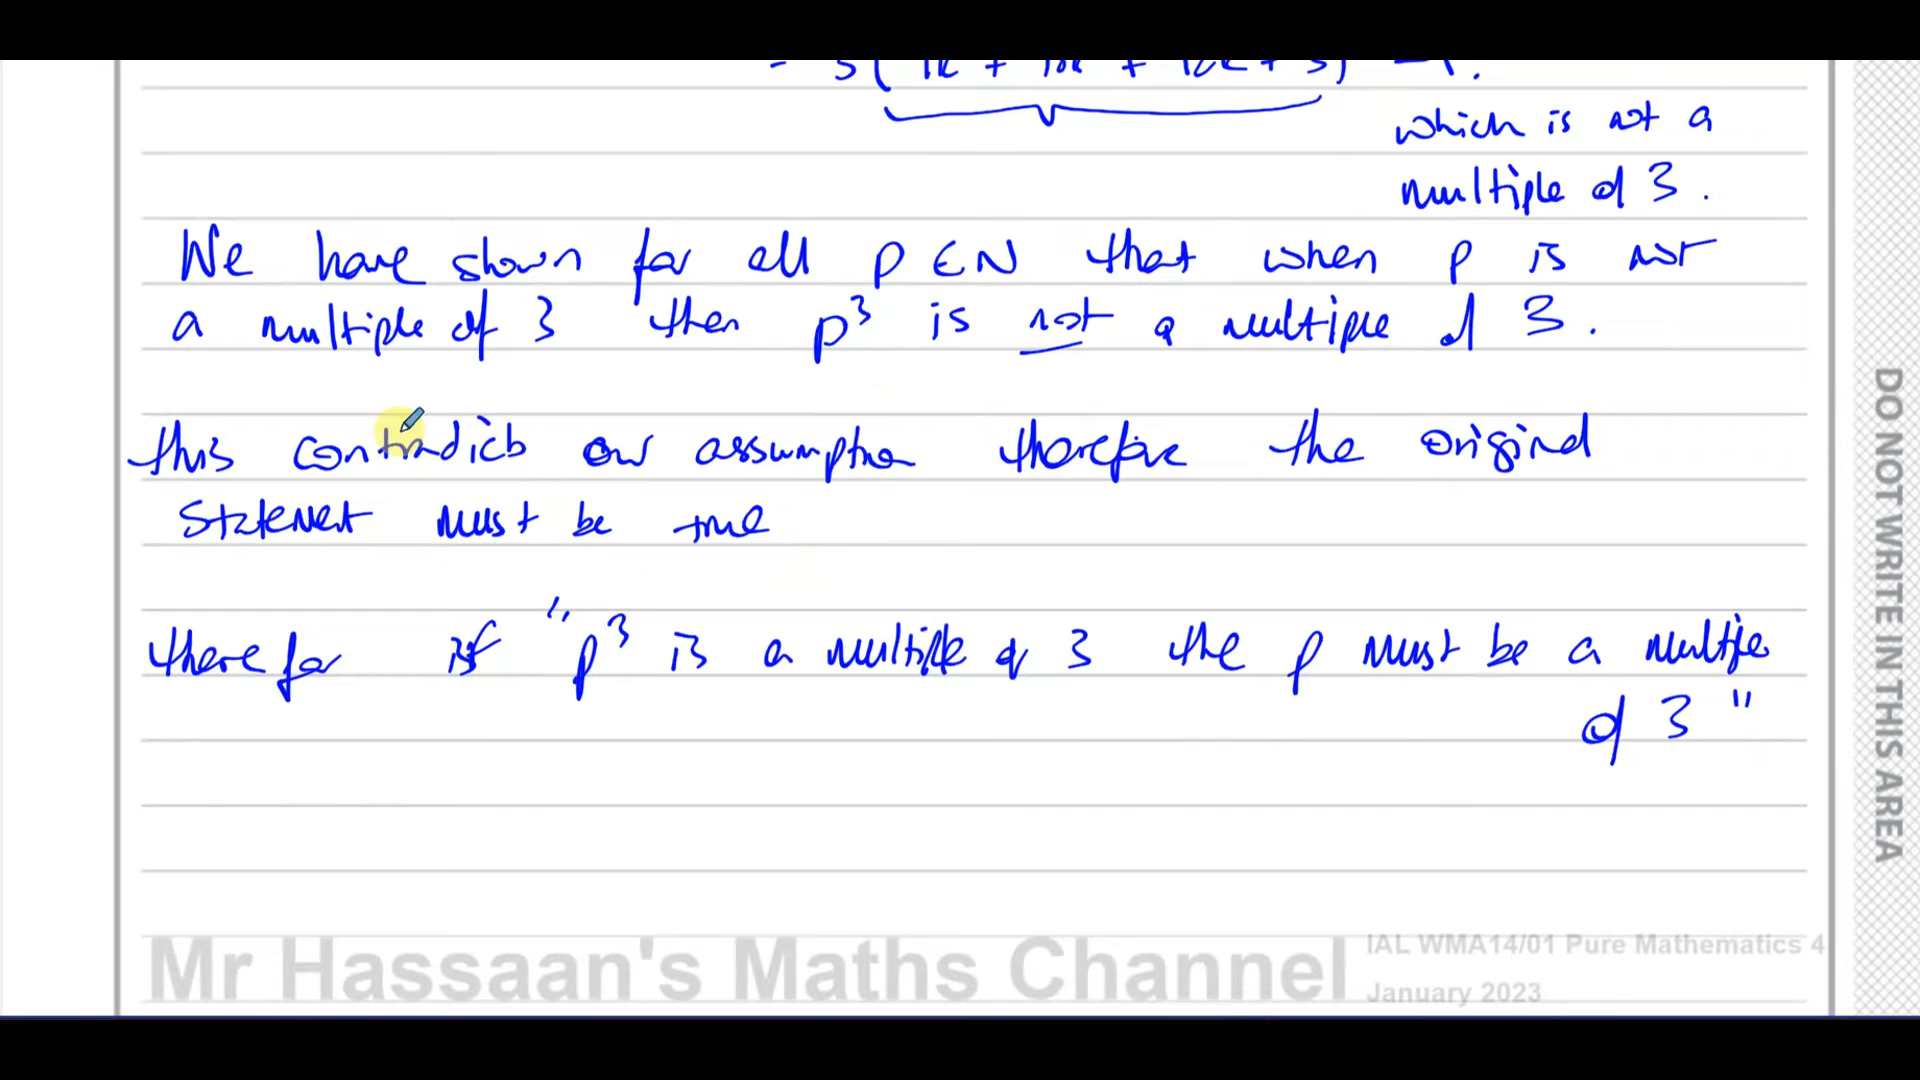 which is not a
multiple of 3.
We have shown for all p ∈ N that when p is not
a multiple of 3 then p³ is not a multiple of 3.
this contradicts our assumption therefore the original
statement must be true
therefor if "p³ is a multiple of 3 the p must be a multiple
of 3"
Mr Hassaan's Maths Channel
IAL WMA14/01 Pure Mathematics 4
January 2023
DO NOT WRITE IN THIS AREA